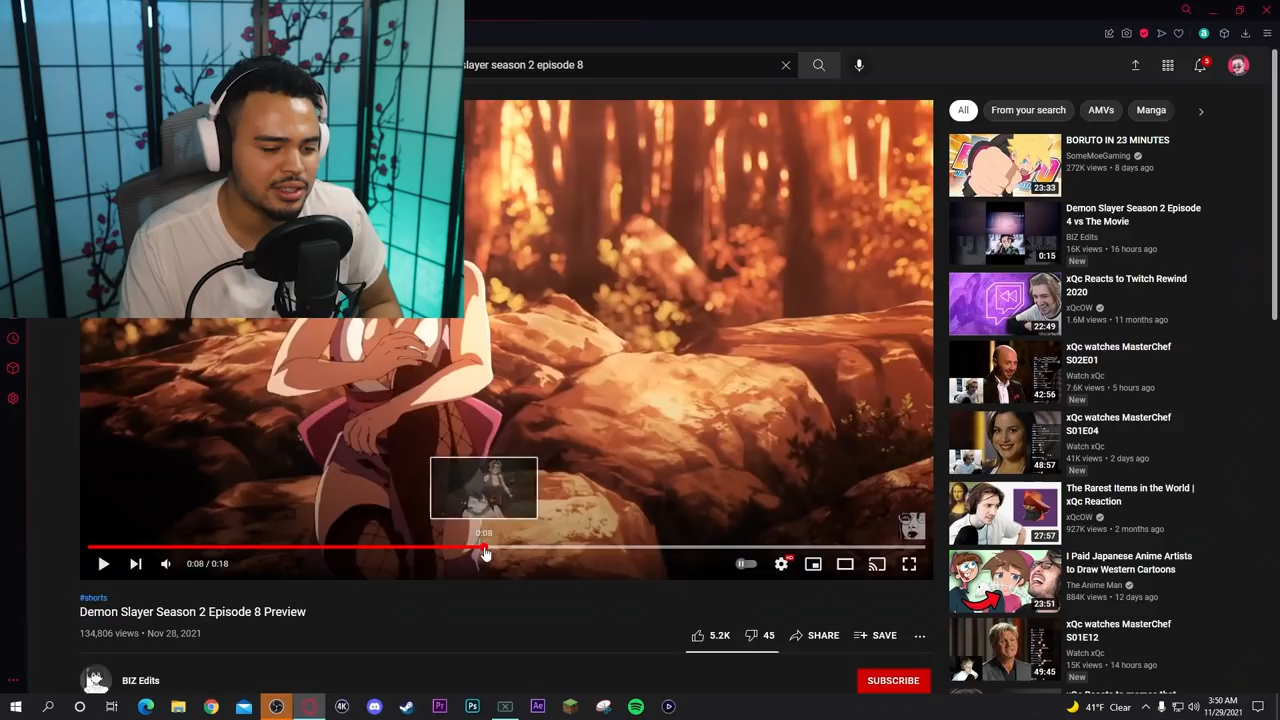 slayer season 2 episode 8
5
All
From your search
AMVs
Manga
BORUTO IN 23 MINUTES
SomeMoeGaming
272K views • 8 days ago
23:33
Demon Slayer Season 2 Episode
4 vs The Movie
BIZ Edits
16K views • 16 hours ago
New
0:15
xQc Reacts to Twitch Rewind
2020
xQcOW
1.6M views • 11 months ago
22:49
xQc watches MasterChef
S02E01
Watch xQc
7.6K views • 5 hours ago
New
42:56
xQc watches MasterChef
S01E04
Watch xQc
41K views • 2 days ago
New
48:57
The Rarest Items in the World |
xQc Reaction
xQcOW
927K views • 2 months ago
27:57
I Paid Japanese Anime Artists
to Draw Western Cartoons
The Anime Man
884K views • 12 days ago
23:51
xQc watches MasterChef
S01E12
Watch xQc
15K views • 14 hours ago
New
49:45
0:08
0:08 / 0:18
HD
#shorts
Demon Slayer Season 2 Episode 8 Preview
134,806 views • Nov 28, 2021
5.2K
45
SHARE
SAVE
BIZ Edits
SUBSCRIBE
4K
Pr
Ps
Ae
41°F Clear
3:50 AM
11/29/2021